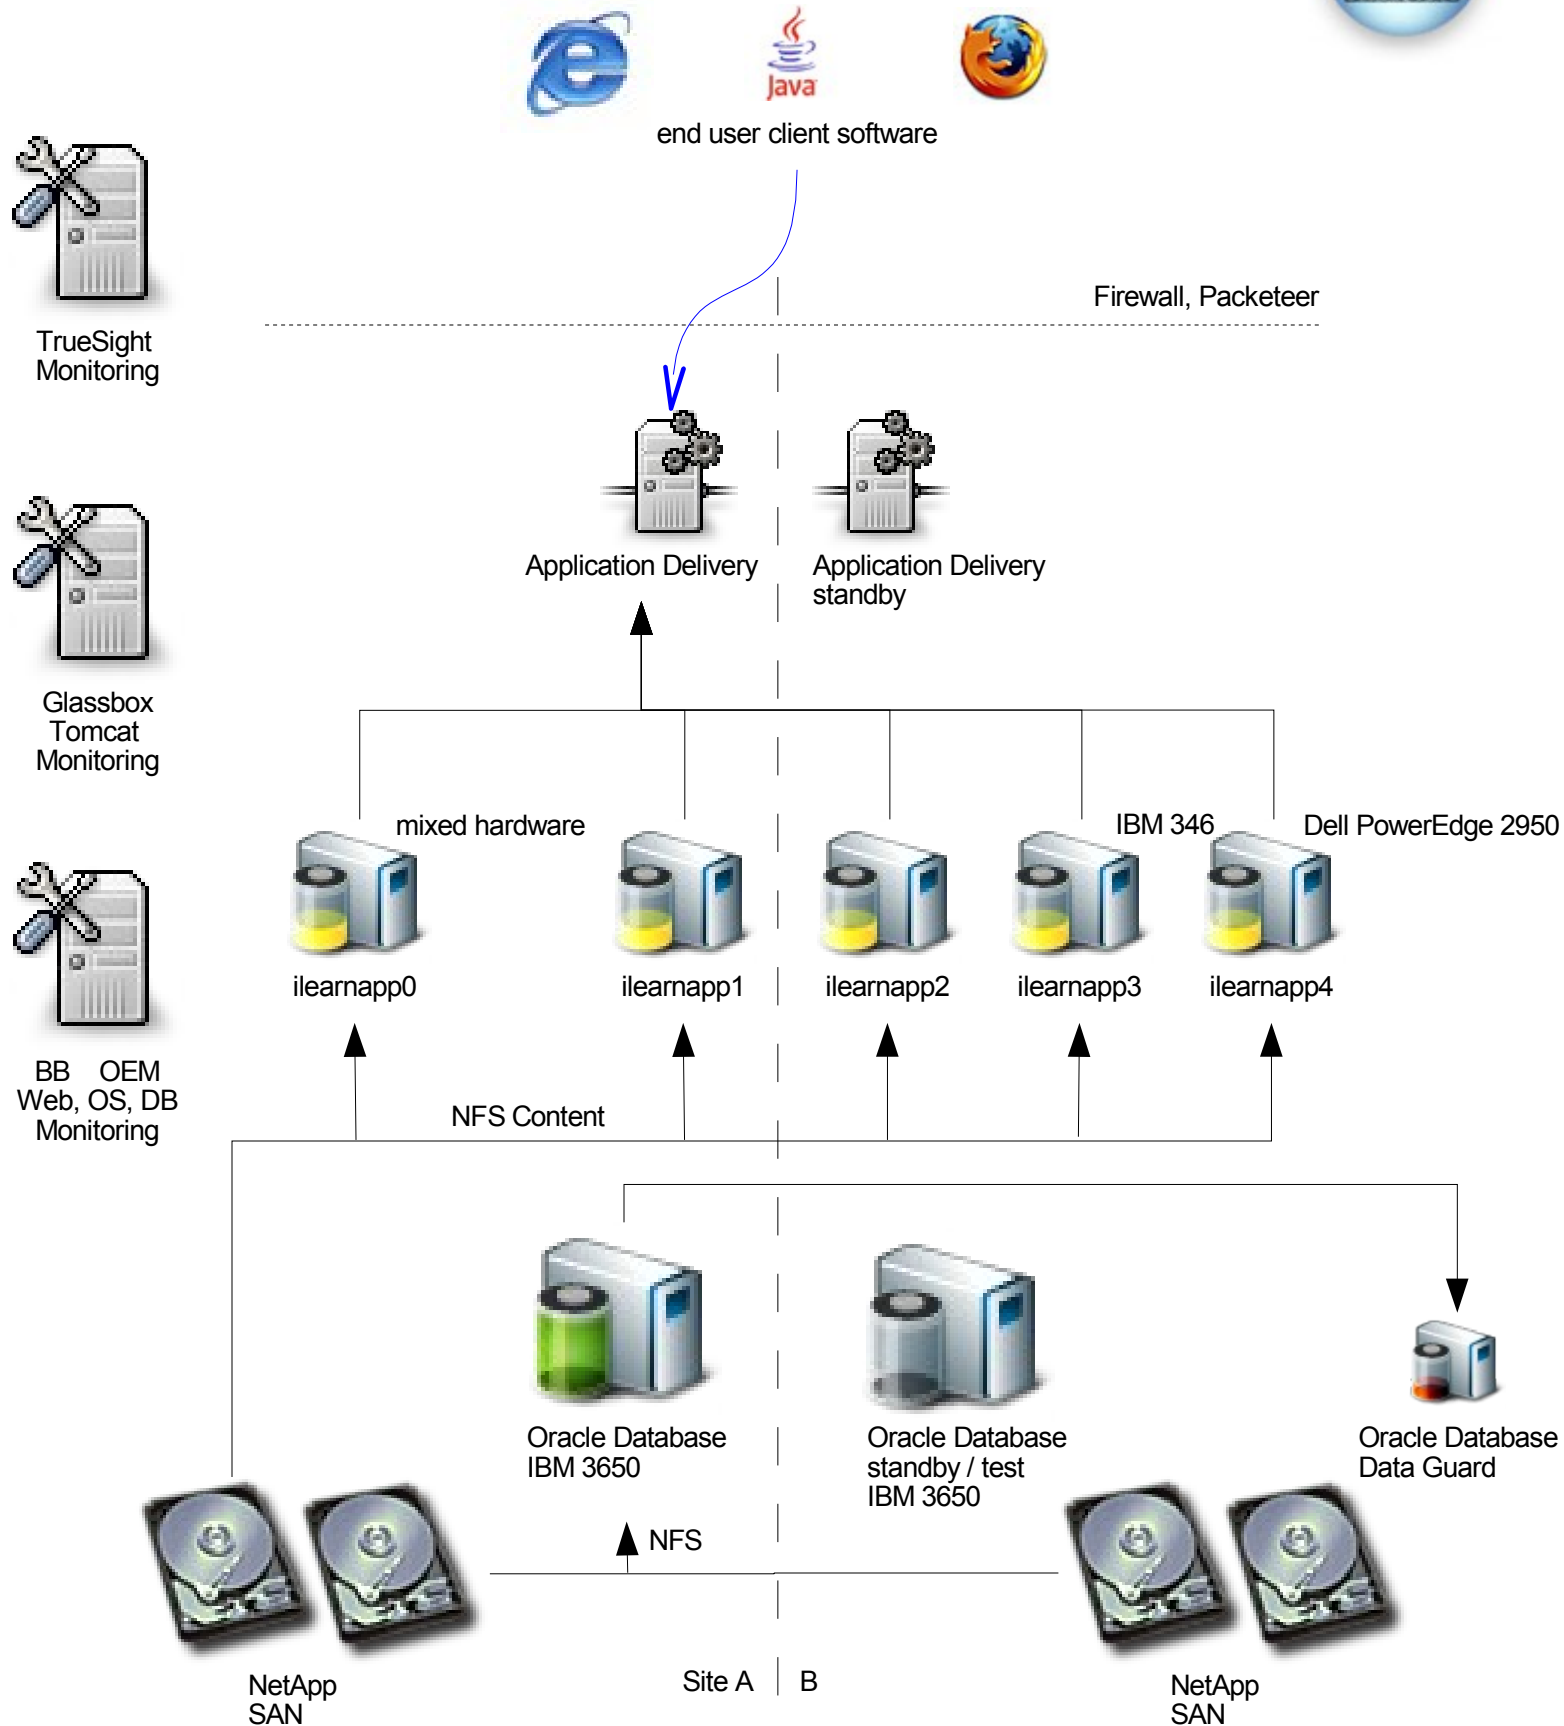 Java
end user client software
Firewall, Packeteer
TrueSight
Monitoring
Application Delivery
Application Delivery
standby
Glassbox
Tomcat
Monitoring
mixed hardware
IBM 346
Dell PowerEdge 2950
ilearnapp0
ilearnapp1
ilearnapp2
ilearnapp3
ilearnapp4
BB OEM
Web, OS, DB
Monitoring
NFS Content
Oracle Database
IBM 3650
Oracle Database
standby / test
IBM 3650
Oracle Database
Data Guard
NFS
NetApp
SAN
Site A
B
NetApp
SAN